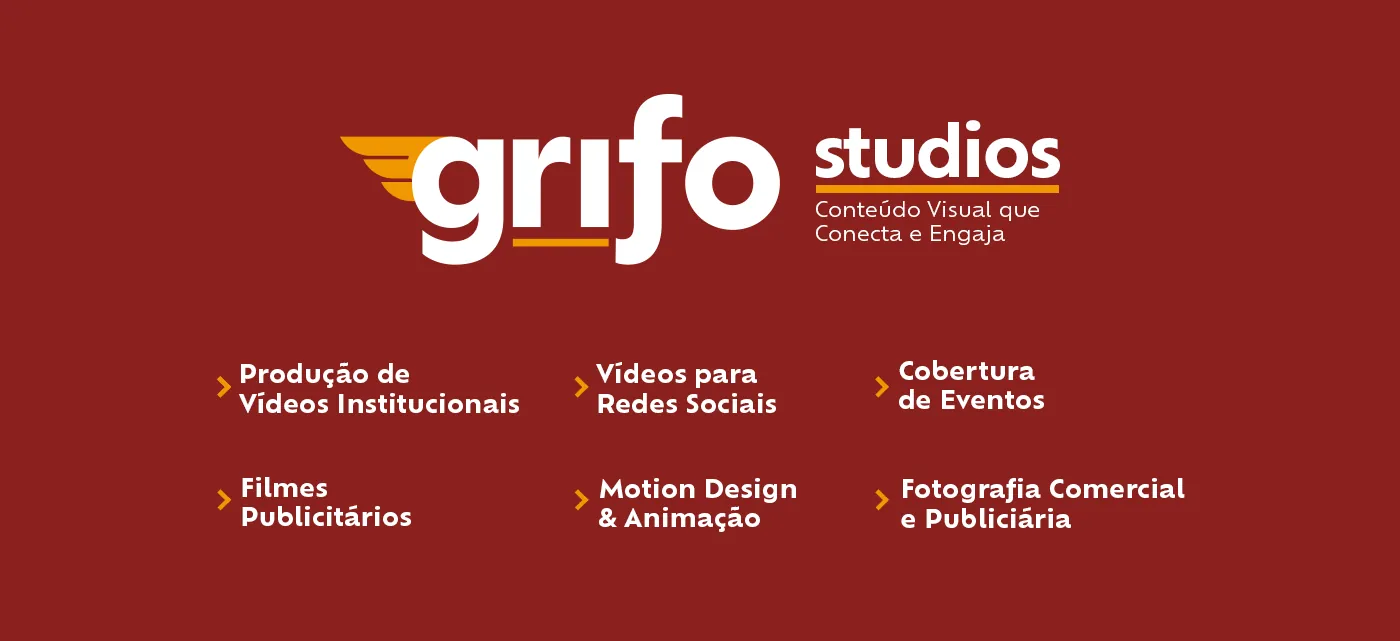 grifo
studios
Conteúdo Visual que
Conecta e Engaja
Produção de
Vídeos Institucionais
Vídeos para
Redes Sociais
Cobertura
de Eventos
Filmes
Publicitários
Motion Design
& Animação
Fotografia Comercial
e Publiciária